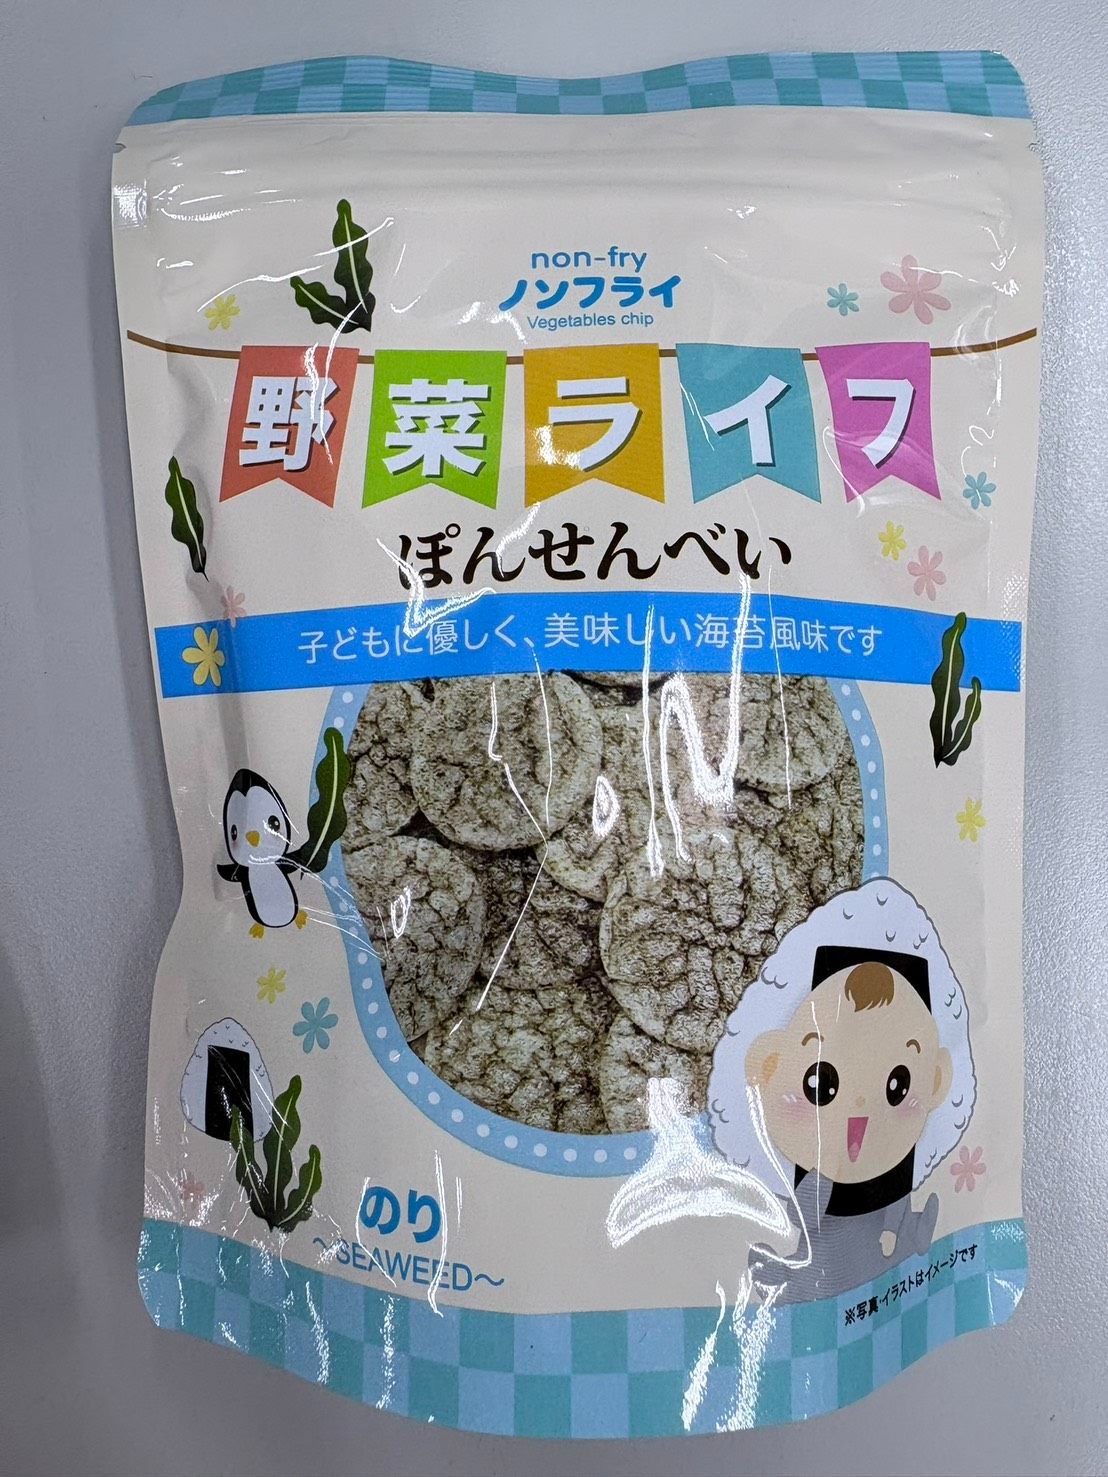 non-fry
ノンフライ
Vegetables chip
野菜ライフ
ぽんせんべい
子どもに優しく、美味しい海苔風味です
のり
〜SEAWEED〜
※写真・イラストはイメージです